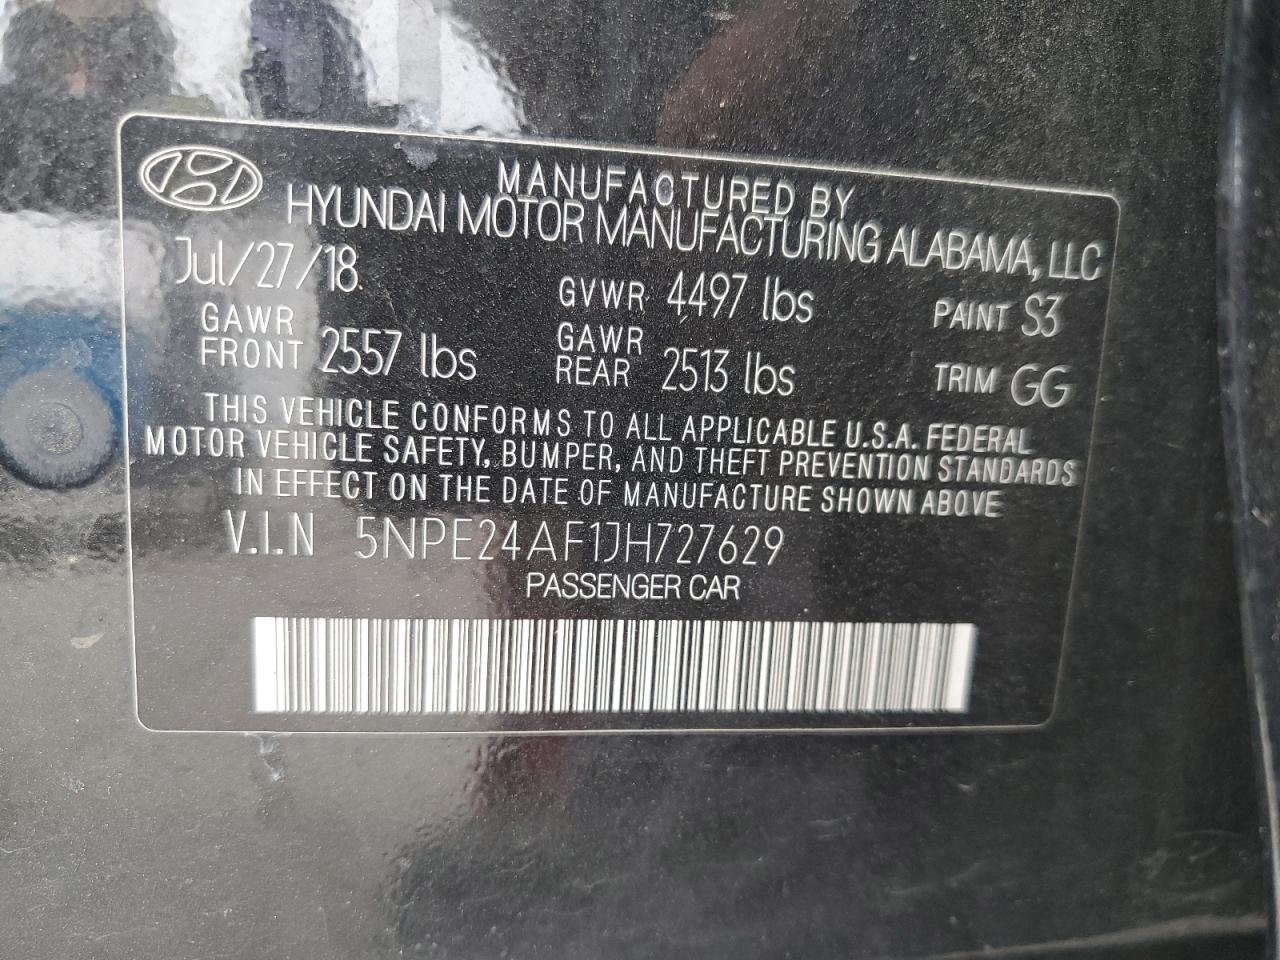 MANUFACTURED BY
HYUNDAI MOTOR MANUFACTURING ALABAMA, LLC
Jul/27/18 GVWR 4497 lbs PAINT S3
GAWR FRONT 2557 lbs GAWR REAR 2513 lbs TRIM GG
THIS VEHICLE CONFORMS TO ALL APPLICABLE U.S.A. FEDERAL
MOTOR VEHICLE SAFETY, BUMPER, AND THEFT PREVENTION STANDARDS
IN EFFECT ON THE DATE OF MANUFACTURE SHOWN ABOVE
V.I.N 5NPE24AF1JH727629
PASSENGER CAR